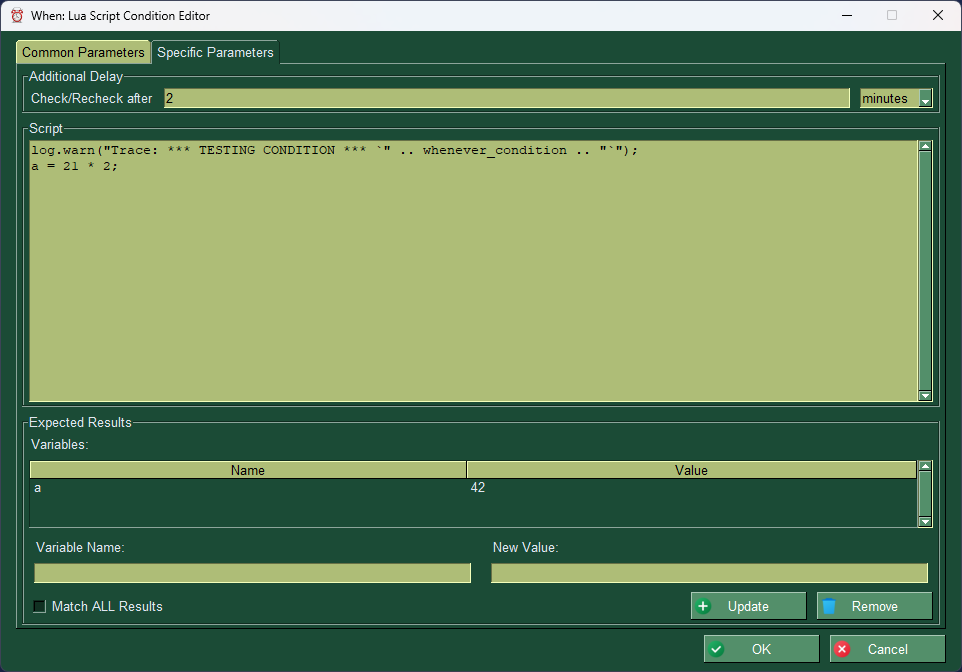 When: Lua Script Condition Editor
Common Parameters Specific Parameters
Additional Delay
Check/Recheck after 2 minutes
Script
log.warn("Trace: *** TESTING CONDITION *** `" .. whenever_condition .. "`");
a = 21 * 2;
Expected Results
Variables:
Name Value
a 42
Variable Name: New Value:
Match ALL Results Update Remove
OK Cancel